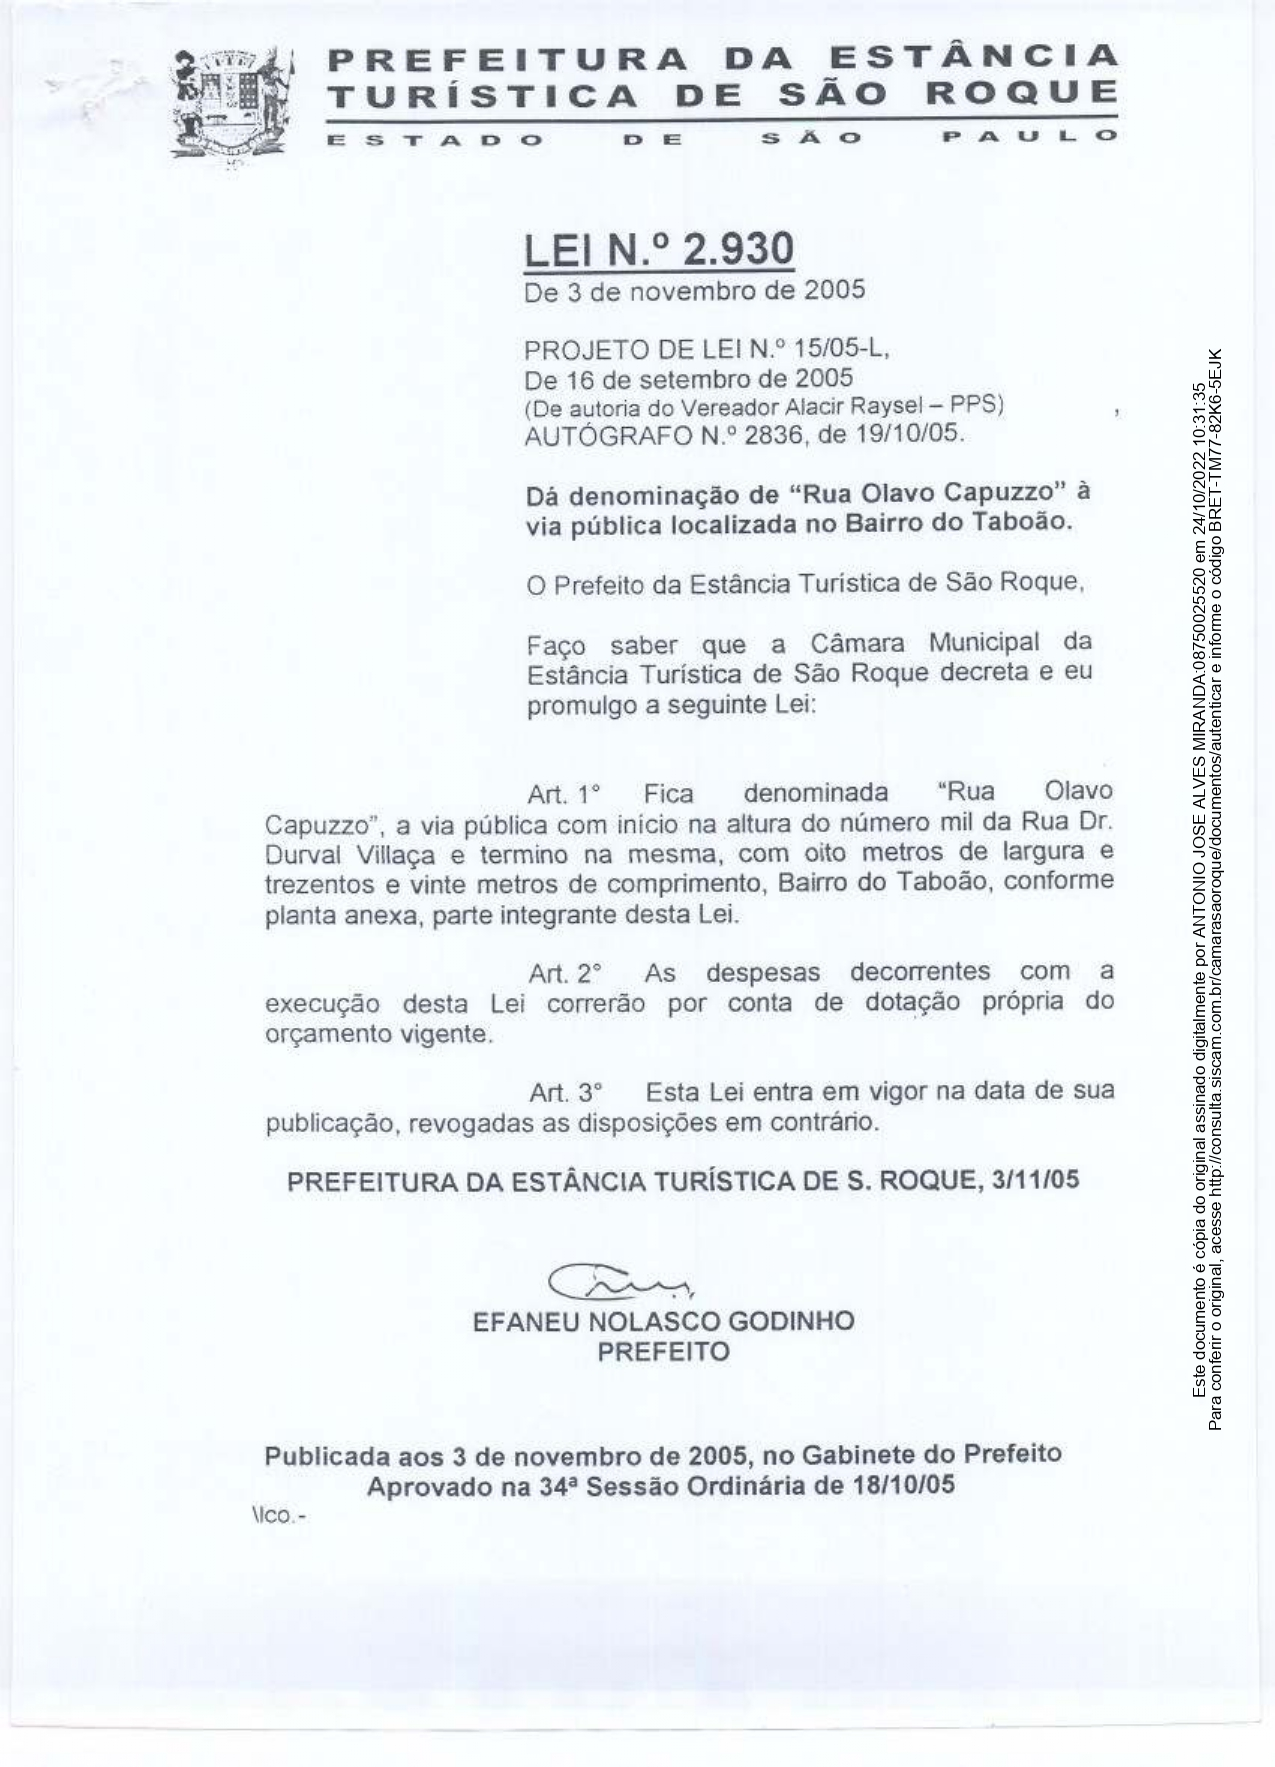 PREFEITURA DA ESTÂNCIA
TURÍSTICA DE SÃO ROQUE
ESTADO DE SÃO PAULO
LEI N.º 2.930
De 3 de novembro de 2005
PROJETO DE LEI N.º 15/05-L,
De 16 de setembro de 2005
(De autoria do Vereador Alacir Raysel – PPS)
AUTÓGRAFO N.º 2836, de 19/10/05.
Dá denominação de “Rua Olavo Capuzzo” à
via pública localizada no Bairro do Taboão.
O Prefeito da Estância Turística de São Roque,
Faço saber que a Câmara Municipal da
Estância Turística de São Roque decreta e eu
promulgo a seguinte Lei:
Art. 1° Fica denominada “Rua Olavo
Capuzzo”, a via pública com início na altura do número mil da Rua Dr.
Durval Villaça e termino na mesma, com oito metros de largura e
trezentos e vinte metros de comprimento, Bairro do Taboão, conforme
planta anexa, parte integrante desta Lei.
Art. 2° As despesas decorrentes com a
execução desta Lei correrão por conta de dotação própria do
orçamento vigente.
Art. 3° Esta Lei entra em vigor na data de sua
publicação, revogadas as disposições em contrário.
PREFEITURA DA ESTÂNCIA TURÍSTICA DE S. ROQUE, 3/11/05
EFANEU NOLASCO GODINHO
PREFEITO
Publicada aos 3 de novembro de 2005, no Gabinete do Prefeito
Aprovado na 34ª Sessão Ordinária de 18/10/05
\lco.-
Este documento é cópia do original assinado digitalmente por ANTONIO JOSE ALVES MIRANDA:08750025520 em 24/10/2022 10:31:35
Para conferir o original, acesse http://consulta.siscam.com.br/camarasaoroque/documentos/autenticar e informe o código BRET-TM77-82K6-5EJK